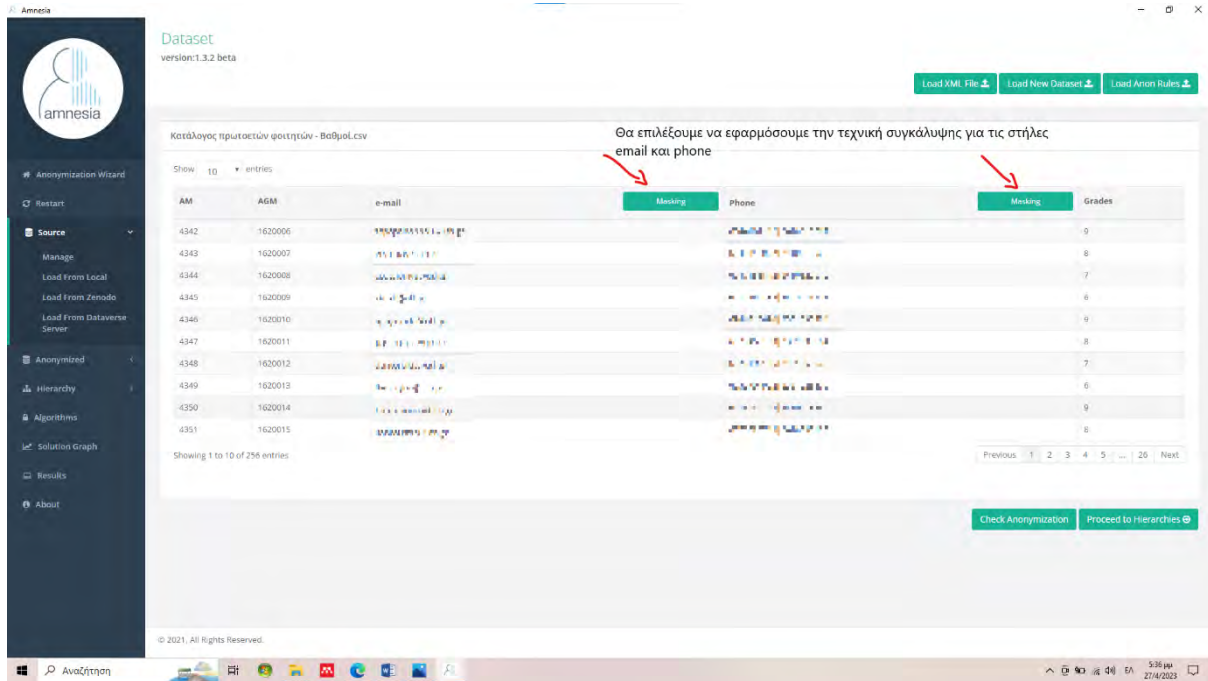 Amnesia
amnesia
Dataset
version:1.3.2 beta
Load XML File
Load New Dataset
Load Anon Rules
Anonymization Wizard
Restart
Source
Manage
Load From Local
Load From Zenodo
Load From Dataverse
Server
Anonymized
Hierarchy
Algorithms
Solution Graph
Results
About
Κατάλογος πρωτοετών φοιτητών - Βαθμοί.csv
Θα επιλέξουμε να εφαρμόσουμε την τεχνική συγκάλυψης για τις στήλες
email και phone
Show 10 entries
AM AGM e-mail Masking Phone Masking Grades
4342 1620006 9
4343 1620007 8
4344 1620008 7
4345 1620009 6
4346 1620010 9
4347 1620011 8
4348 1620012 7
4349 1620013 6
4350 1620014 9
4351 1620015 8
Showing 1 to 10 of 256 entries
Previous 1 2 3 4 5 ... 26 Next
Check Anonymization
Proceed to Hierarchies
© 2021, All Rights Reserved.
Αναζήτηση
ΕΛ
5:36 μμ
27/4/2023